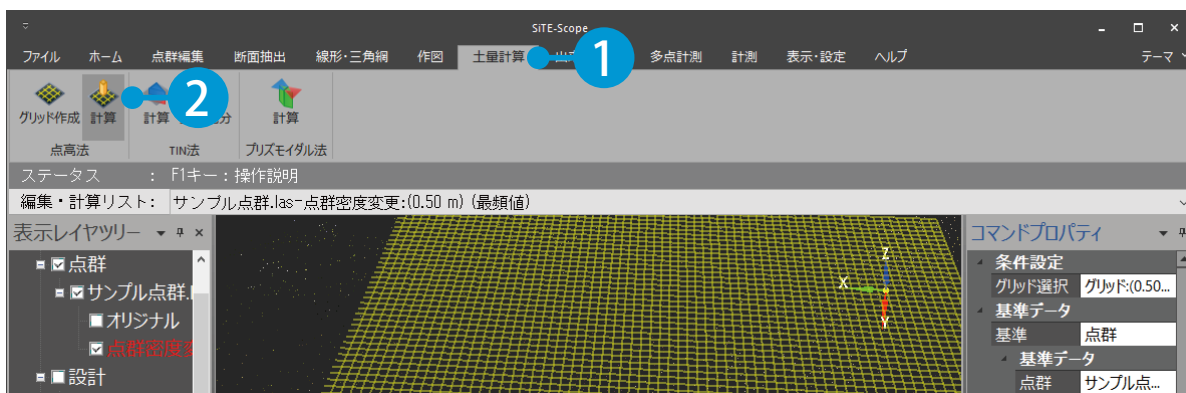 SiTE-Scope
ファイル ホーム 点群編集 断面抽出 線形・三角網 作図 土量計算 1 多点計測 計測 表示・設定 ヘルプ テーマ
2
グリッド作成 計算 計算 計算
点高法 TIN法 プリズモイダル法
ステータス : F1キー:操作説明
編集・計算リスト: サンプル点群.las-点群密度変更:(0.50 m) (最頻値)
表示レイヤツリー
点群
サンプル点群.
オリジナル
点群密度変
設計
Z
X
Y
コマンドプロパティ
条件設定
グリッド選択 グリッド:(0.50...
基準データ
基準 点群
基準データ
点群 サンプル点...